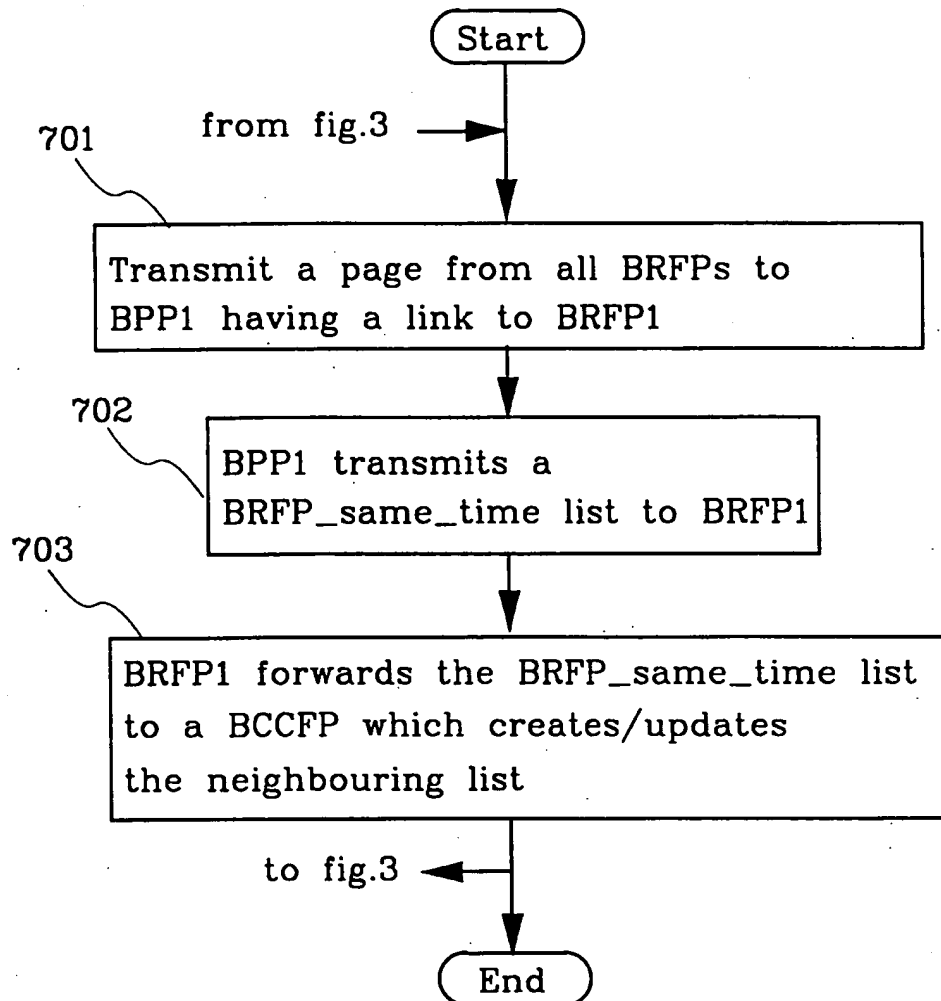 Start
from fig.3
701
Transmit a page from all BRFPs to
BPP1 having a link to BRFP1
702
BPP1 transmits a
BRFP_same_time list to BRFP1
703
BRFP1 forwards the BRFP_same_time list
to a BCCFP which creates/updates
the neighbouring list
to fig.3
End